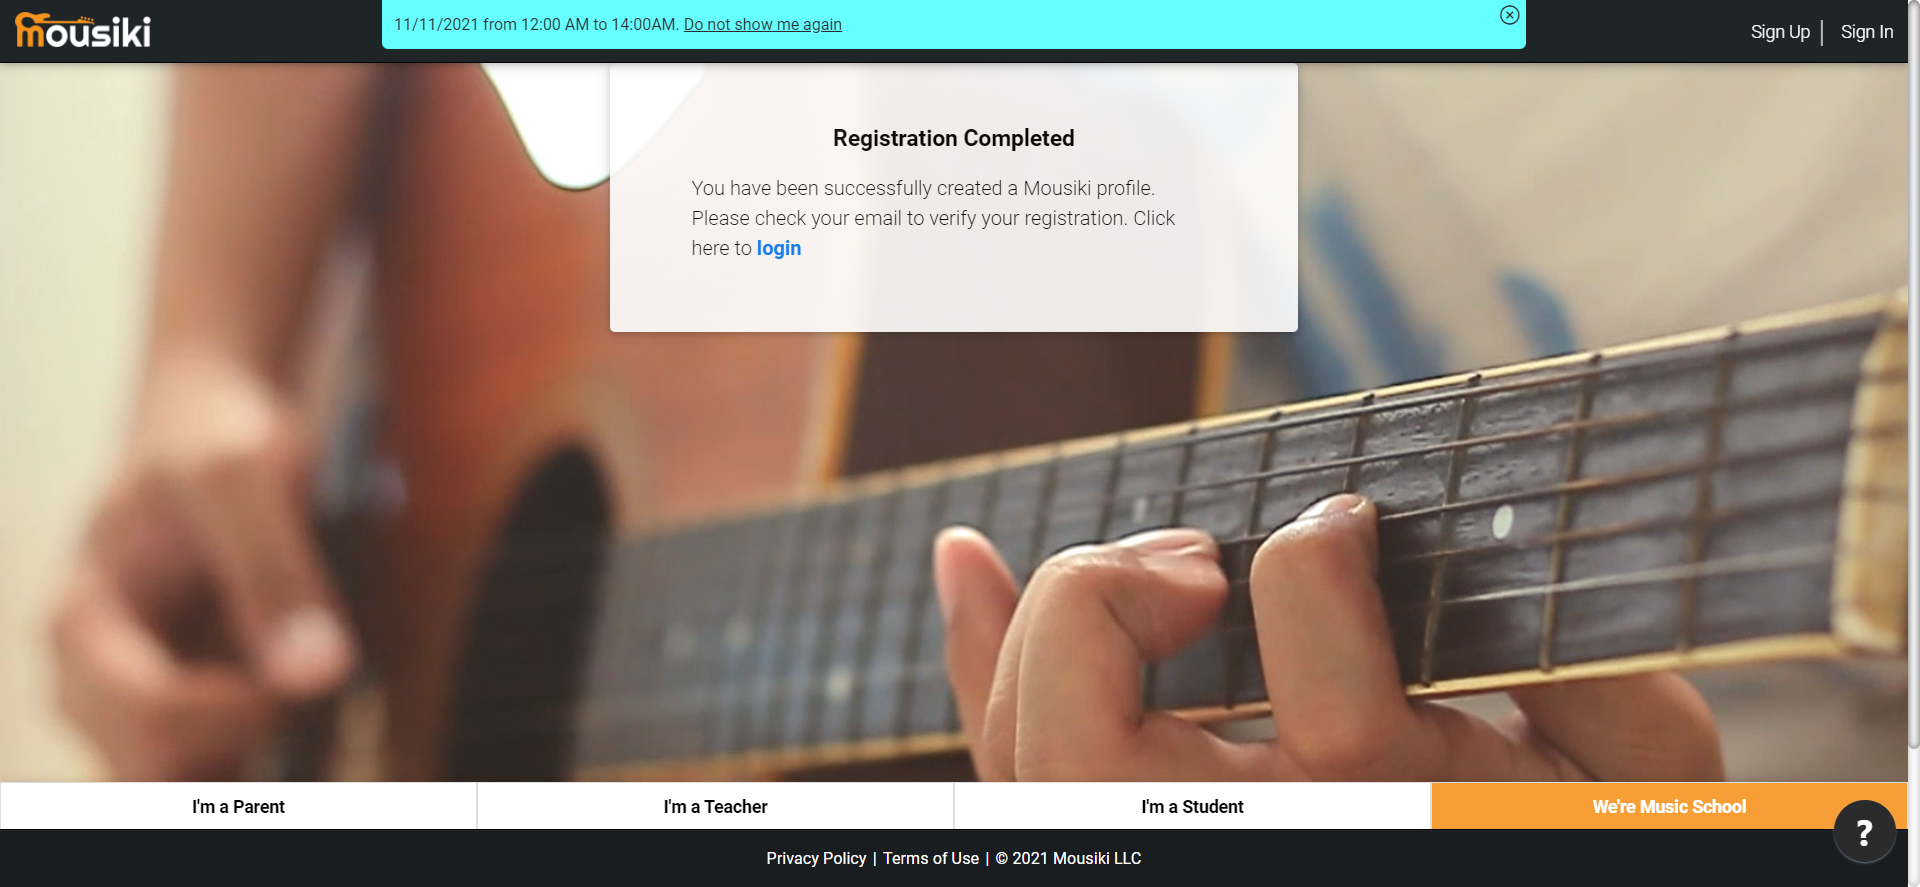 mousiki
11/11/2021 from 12:00 AM to 14:00AM. Do not show me again
Sign Up
Sign In
Registration Completed
You have been successfully created a Mousiki profile.
Please check your email to verify your registration. Click
here to login
I'm a Parent
I'm a Teacher
I'm a Student
We're Music School
?
Privacy Policy | Terms of Use | © 2021 Mousiki LLC